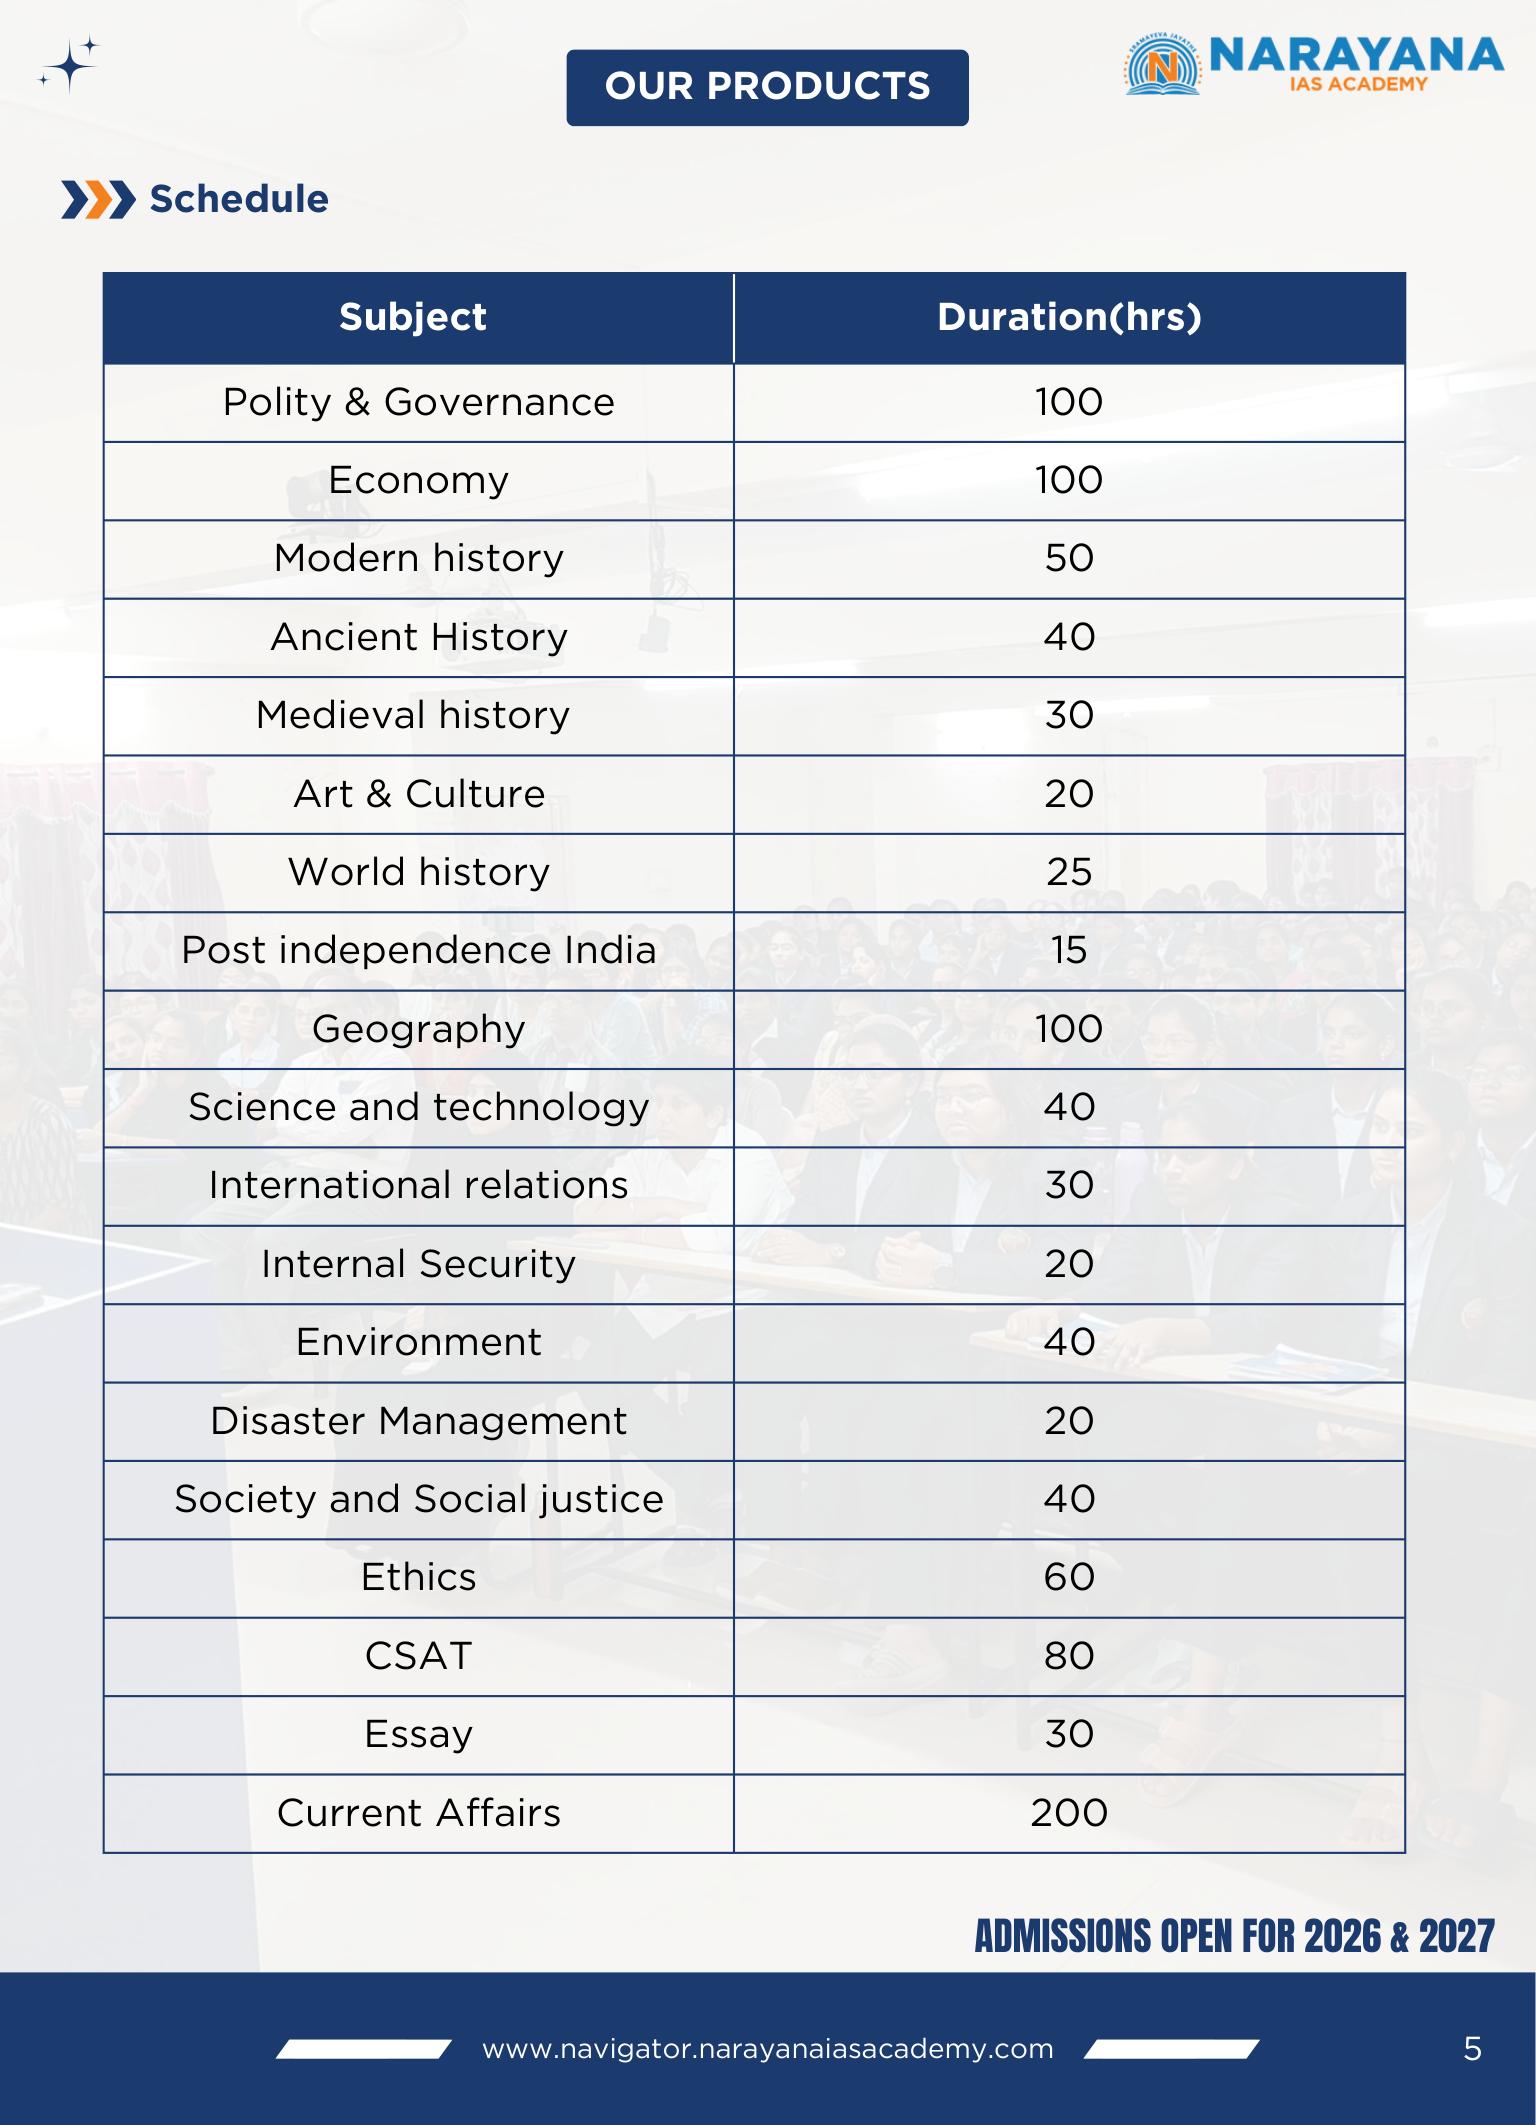 OUR PRODUCTS
SRAMAYEVA JAYATHE
N
NARAYANA
IAS ACADEMY
Schedule
Subject Duration(hrs)
Polity & Governance 100
Economy 100
Modern history 50
Ancient History 40
Medieval history 30
Art & Culture 20
World history 25
Post independence India 15
Geography 100
Science and technology 40
International relations 30
Internal Security 20
Environment 40
Disaster Management 20
Society and Social justice 40
Ethics 60
CSAT 80
Essay 30
Current Affairs 200
ADMISSIONS OPEN FOR 2026 & 2027
www.navigator.narayanaiasacademy.com
5